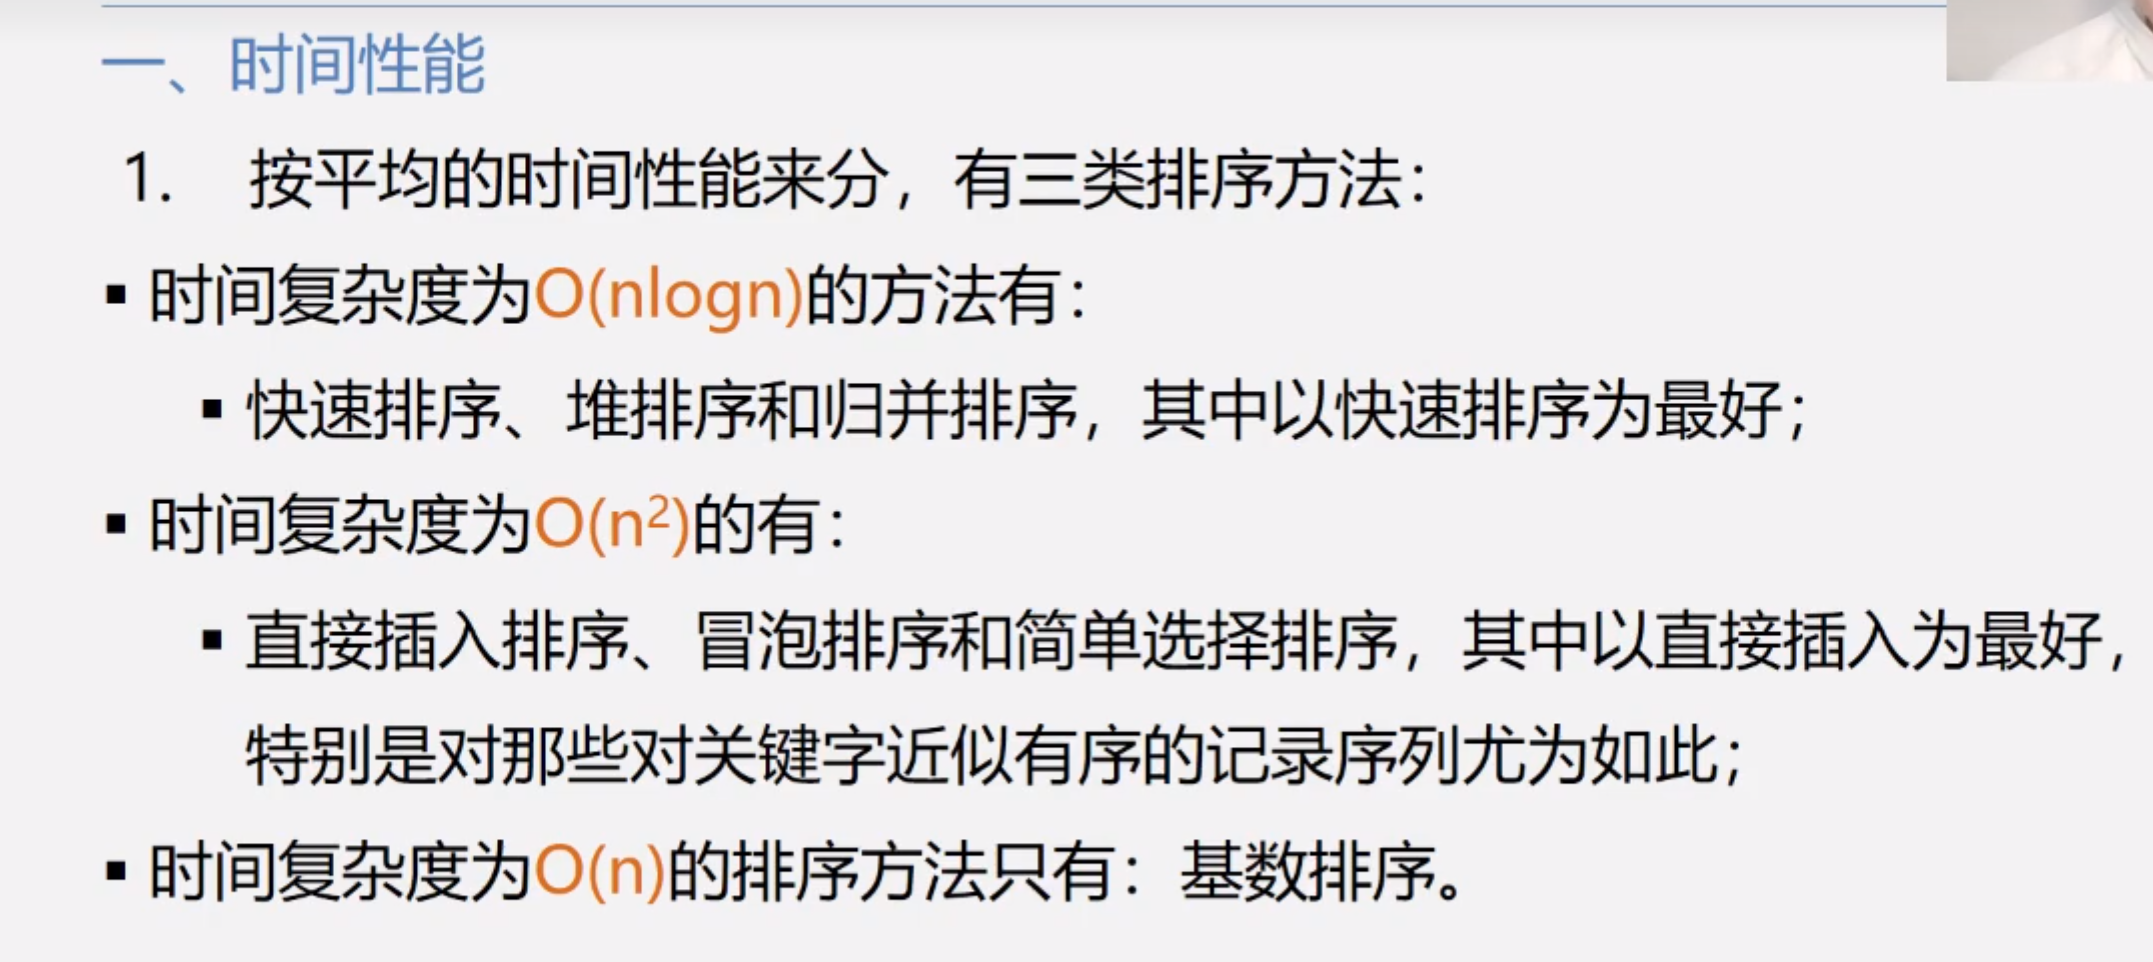 一、时间性能
1. 按平均的时间性能来分，有三类排序方法：
▪ 时间复杂度为O(nlogn)的方法有：
▪ 快速排序、堆排序和归并排序，其中以快速排序为最好；
▪ 时间复杂度为O(n²)的有：
▪ 直接插入排序、冒泡排序和简单选择排序，其中以直接插入为最好，
特别是对那些对关键字近似有序的记录序列尤为如此；
▪ 时间复杂度为O(n)的排序方法只有：基数排序。